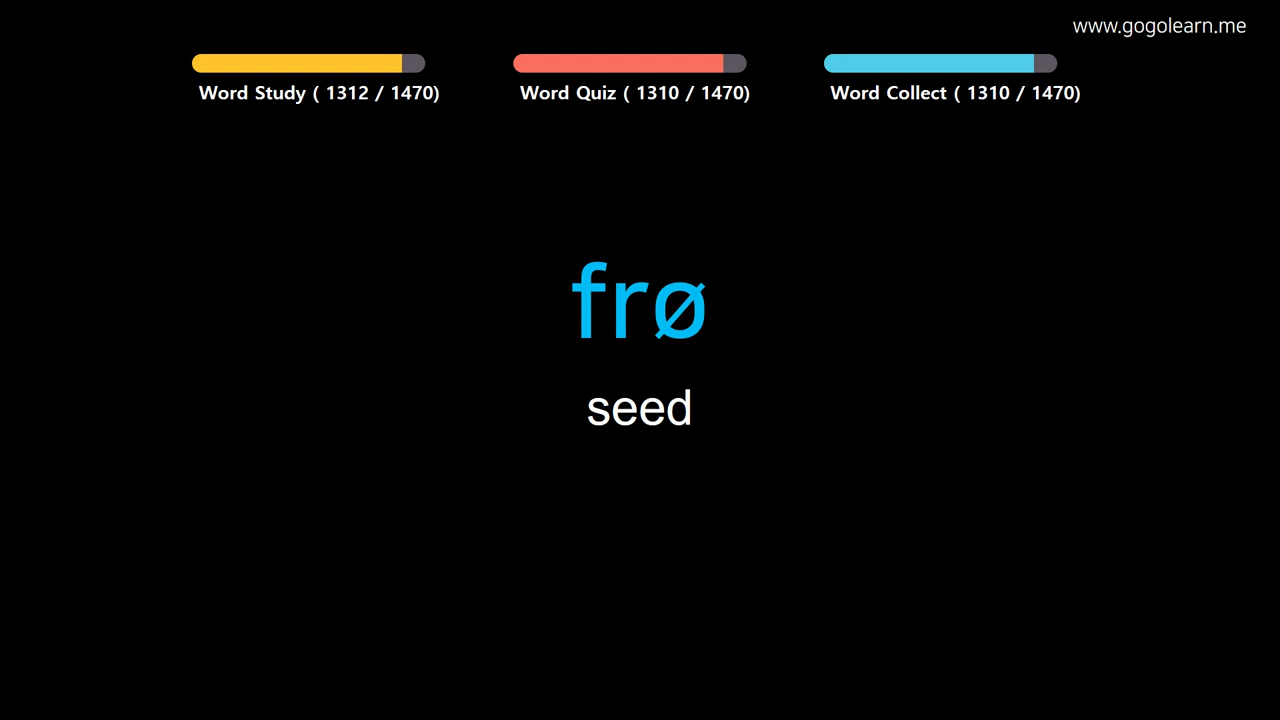 www.gogolearn.me
Word Study ( 1312 / 1470)
Word Quiz ( 1310 / 1470)
Word Collect ( 1310 / 1470)
frø
seed